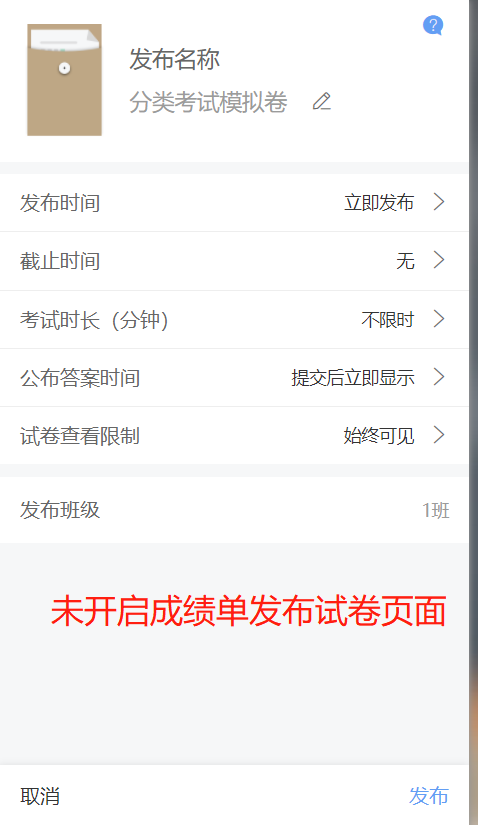 发布名称
分类考试模拟卷
发布时间 立即发布
截止时间 无
考试时长（分钟） 不限时
公布答案时间 提交后立即显示
试卷查看限制 始终可见
发布班级 1班
未开启成绩单发布试卷页面
取消 发布